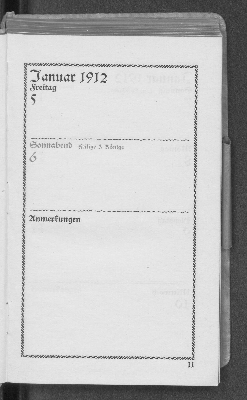 Januar 1912
Freitag
5
Sonnabend Heilige 3 Könige
6
Anmerkungen
11